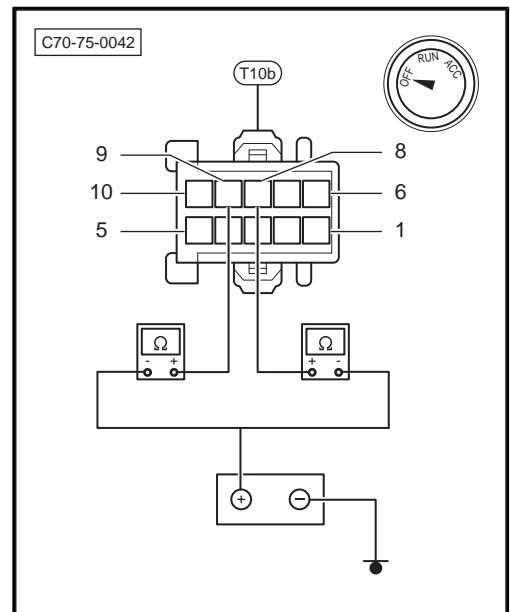 C70-75-0042
T10b
OFF RUN ACC
9 8
10 6
5 1
Ω Ω
- + + -
+ −